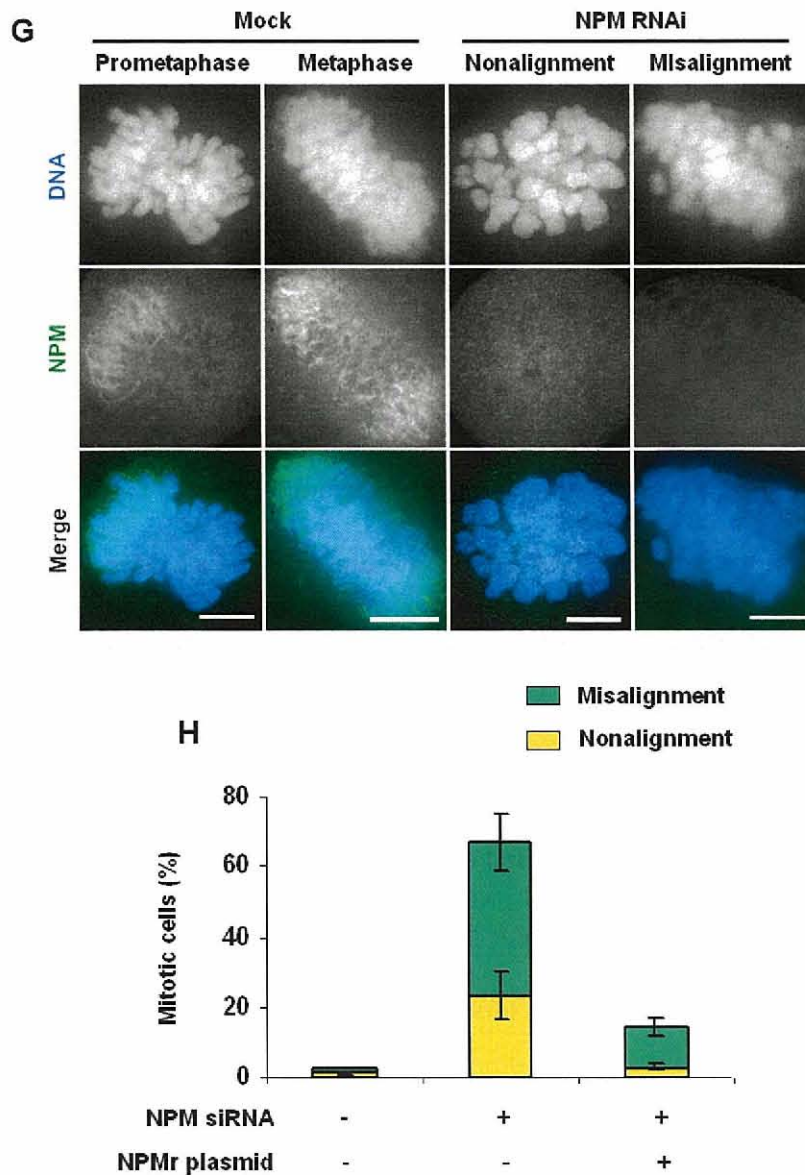 G
Mock
NPM RNAi
Prometaphase
Metaphase
Nonalignment
Misalignment
DNA
NPM
Merge
H
Misalignment
Nonalignment
Mitotic cells (%)
80
60
40
20
0
NPM siRNA - + +
NPMr plasmid - - +